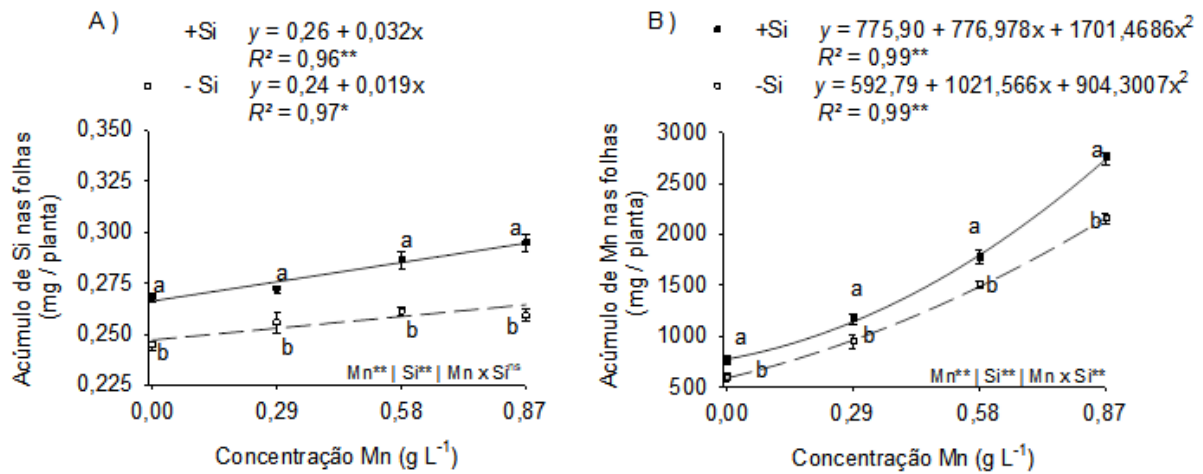 A)
+Si y = 0,26 + 0,032x
R² = 0,96**
- Si y = 0,24 + 0,019x
R² = 0,97*
Acúmulo de Si nas folhas
(mg / planta)
0,350
0,325
0,300
0,275
0,250
0,225
a
a
a
a
b
b
b
b
Mn** | Si** | Mn x Siⁿˢ
0,00 0,29 0,58 0,87
Concentração Mn (g L⁻¹)
B)
+Si y = 775,90 + 776,978x + 1701,4686x²
R² = 0,99**
-Si y = 592,79 + 1021,566x + 904,3007x²
R² = 0,99**
Acúmulo de Mn nas folhas
(mg / planta)
3000
2500
2000
1500
1000
500
a
a
a
a
b
b
b
b
Mn** | Si** | Mn x Si**
0,00 0,29 0,58 0,87
Concentração Mn (g L⁻¹)